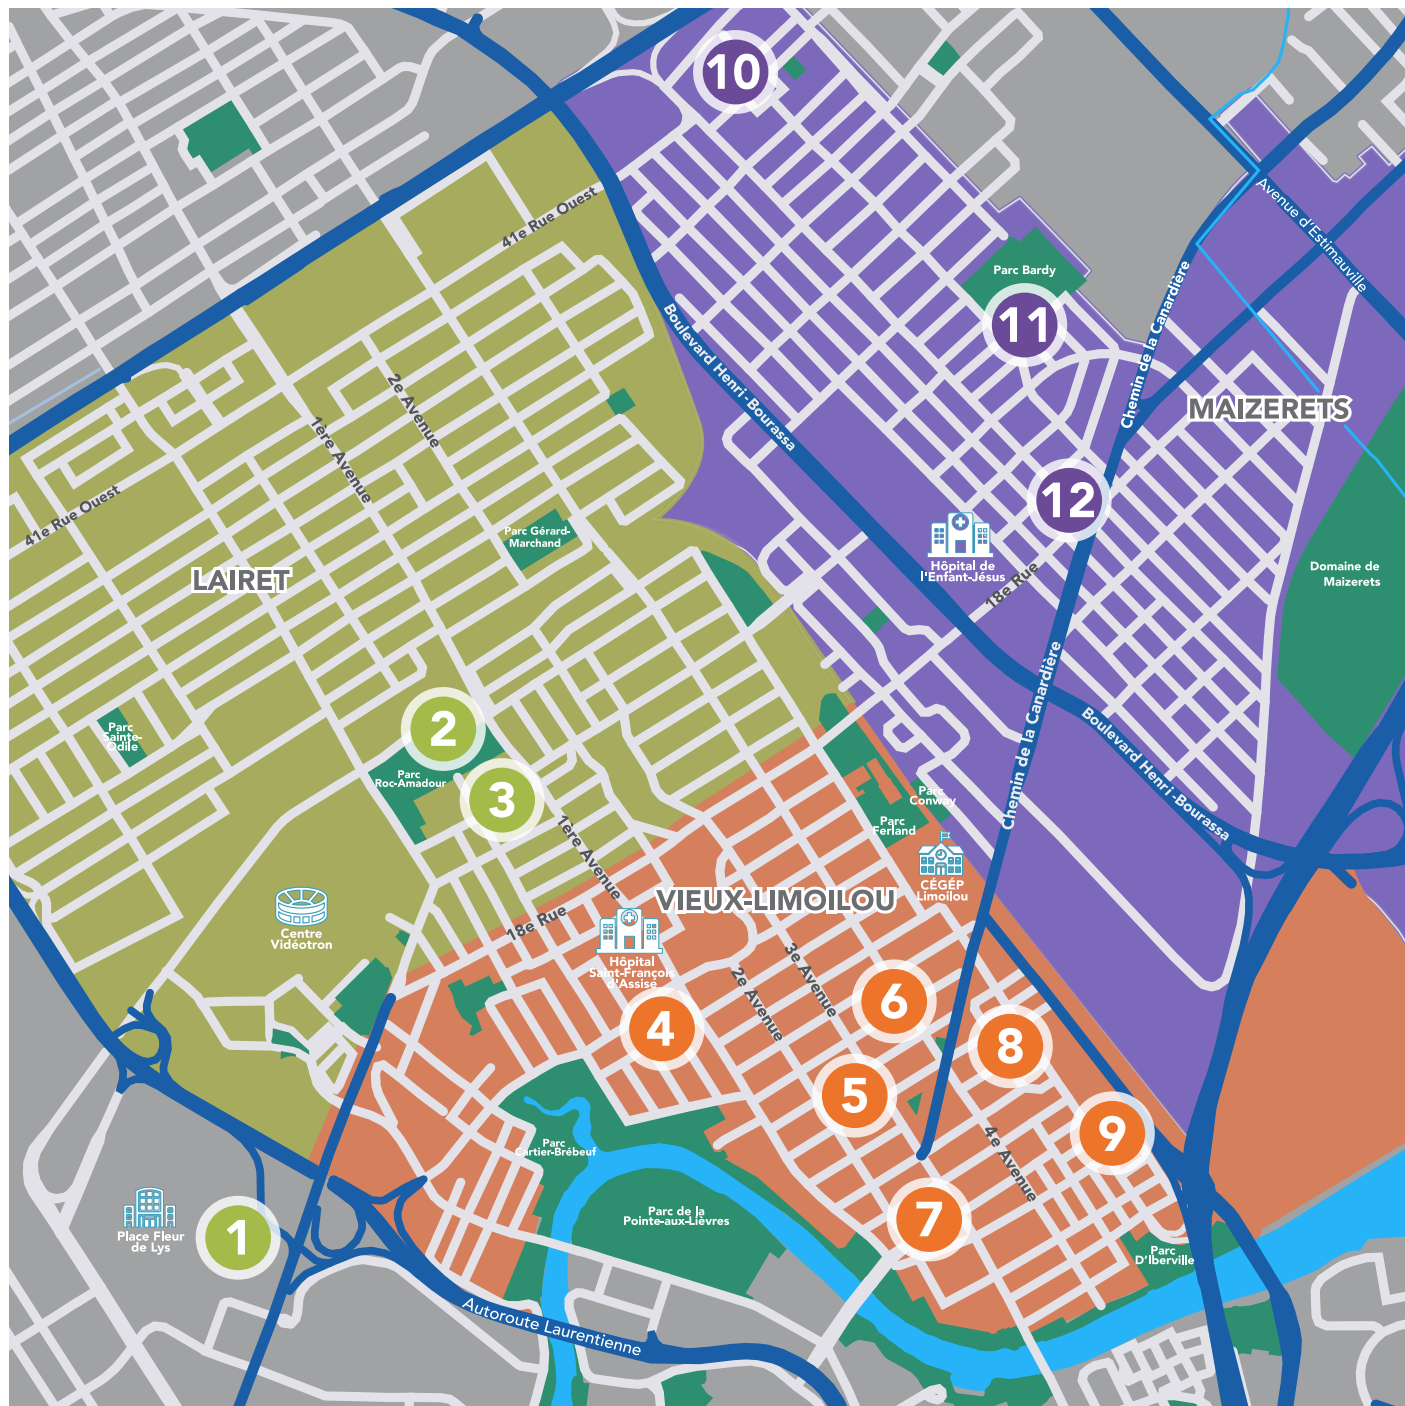 10
Avenue d'Estimauville
41e Rue Ouest
Parc Bardy
11
Chemin de la Canardière
Boulevard Henri-Bourassa
MAIZERETS
2e Avenue
1ère Avenue
41e Rue Ouest
12
Parc Gérard-
Marchand
LAIRET
Hôpital de
l'Enfant-Jésus
18e Rue
Domaine de
Maizerets
Chemin de la Canardière
2
Parc
Sainte-
Odile
Parc
Roc-Amadour
3
Boulevard Henri-Bourassa
Parc
Conway
Parc
Ferland
1ère Avenue
CÉGEP
Limoilou
VIEUX-LIMOILOU
18e Rue
Centre
Vidéotron
Hôpital
Saint-François
d'Assise
3e Avenue
2e Avenue
6
4
8
5
9
4e Avenue
Parc
Cartier-Brébeuf
Parc de la
Pointe-aux-Lièvres
7
1
Place Fleur
de Lys
Parc
D'Iberville
Autoroute Laurentienne